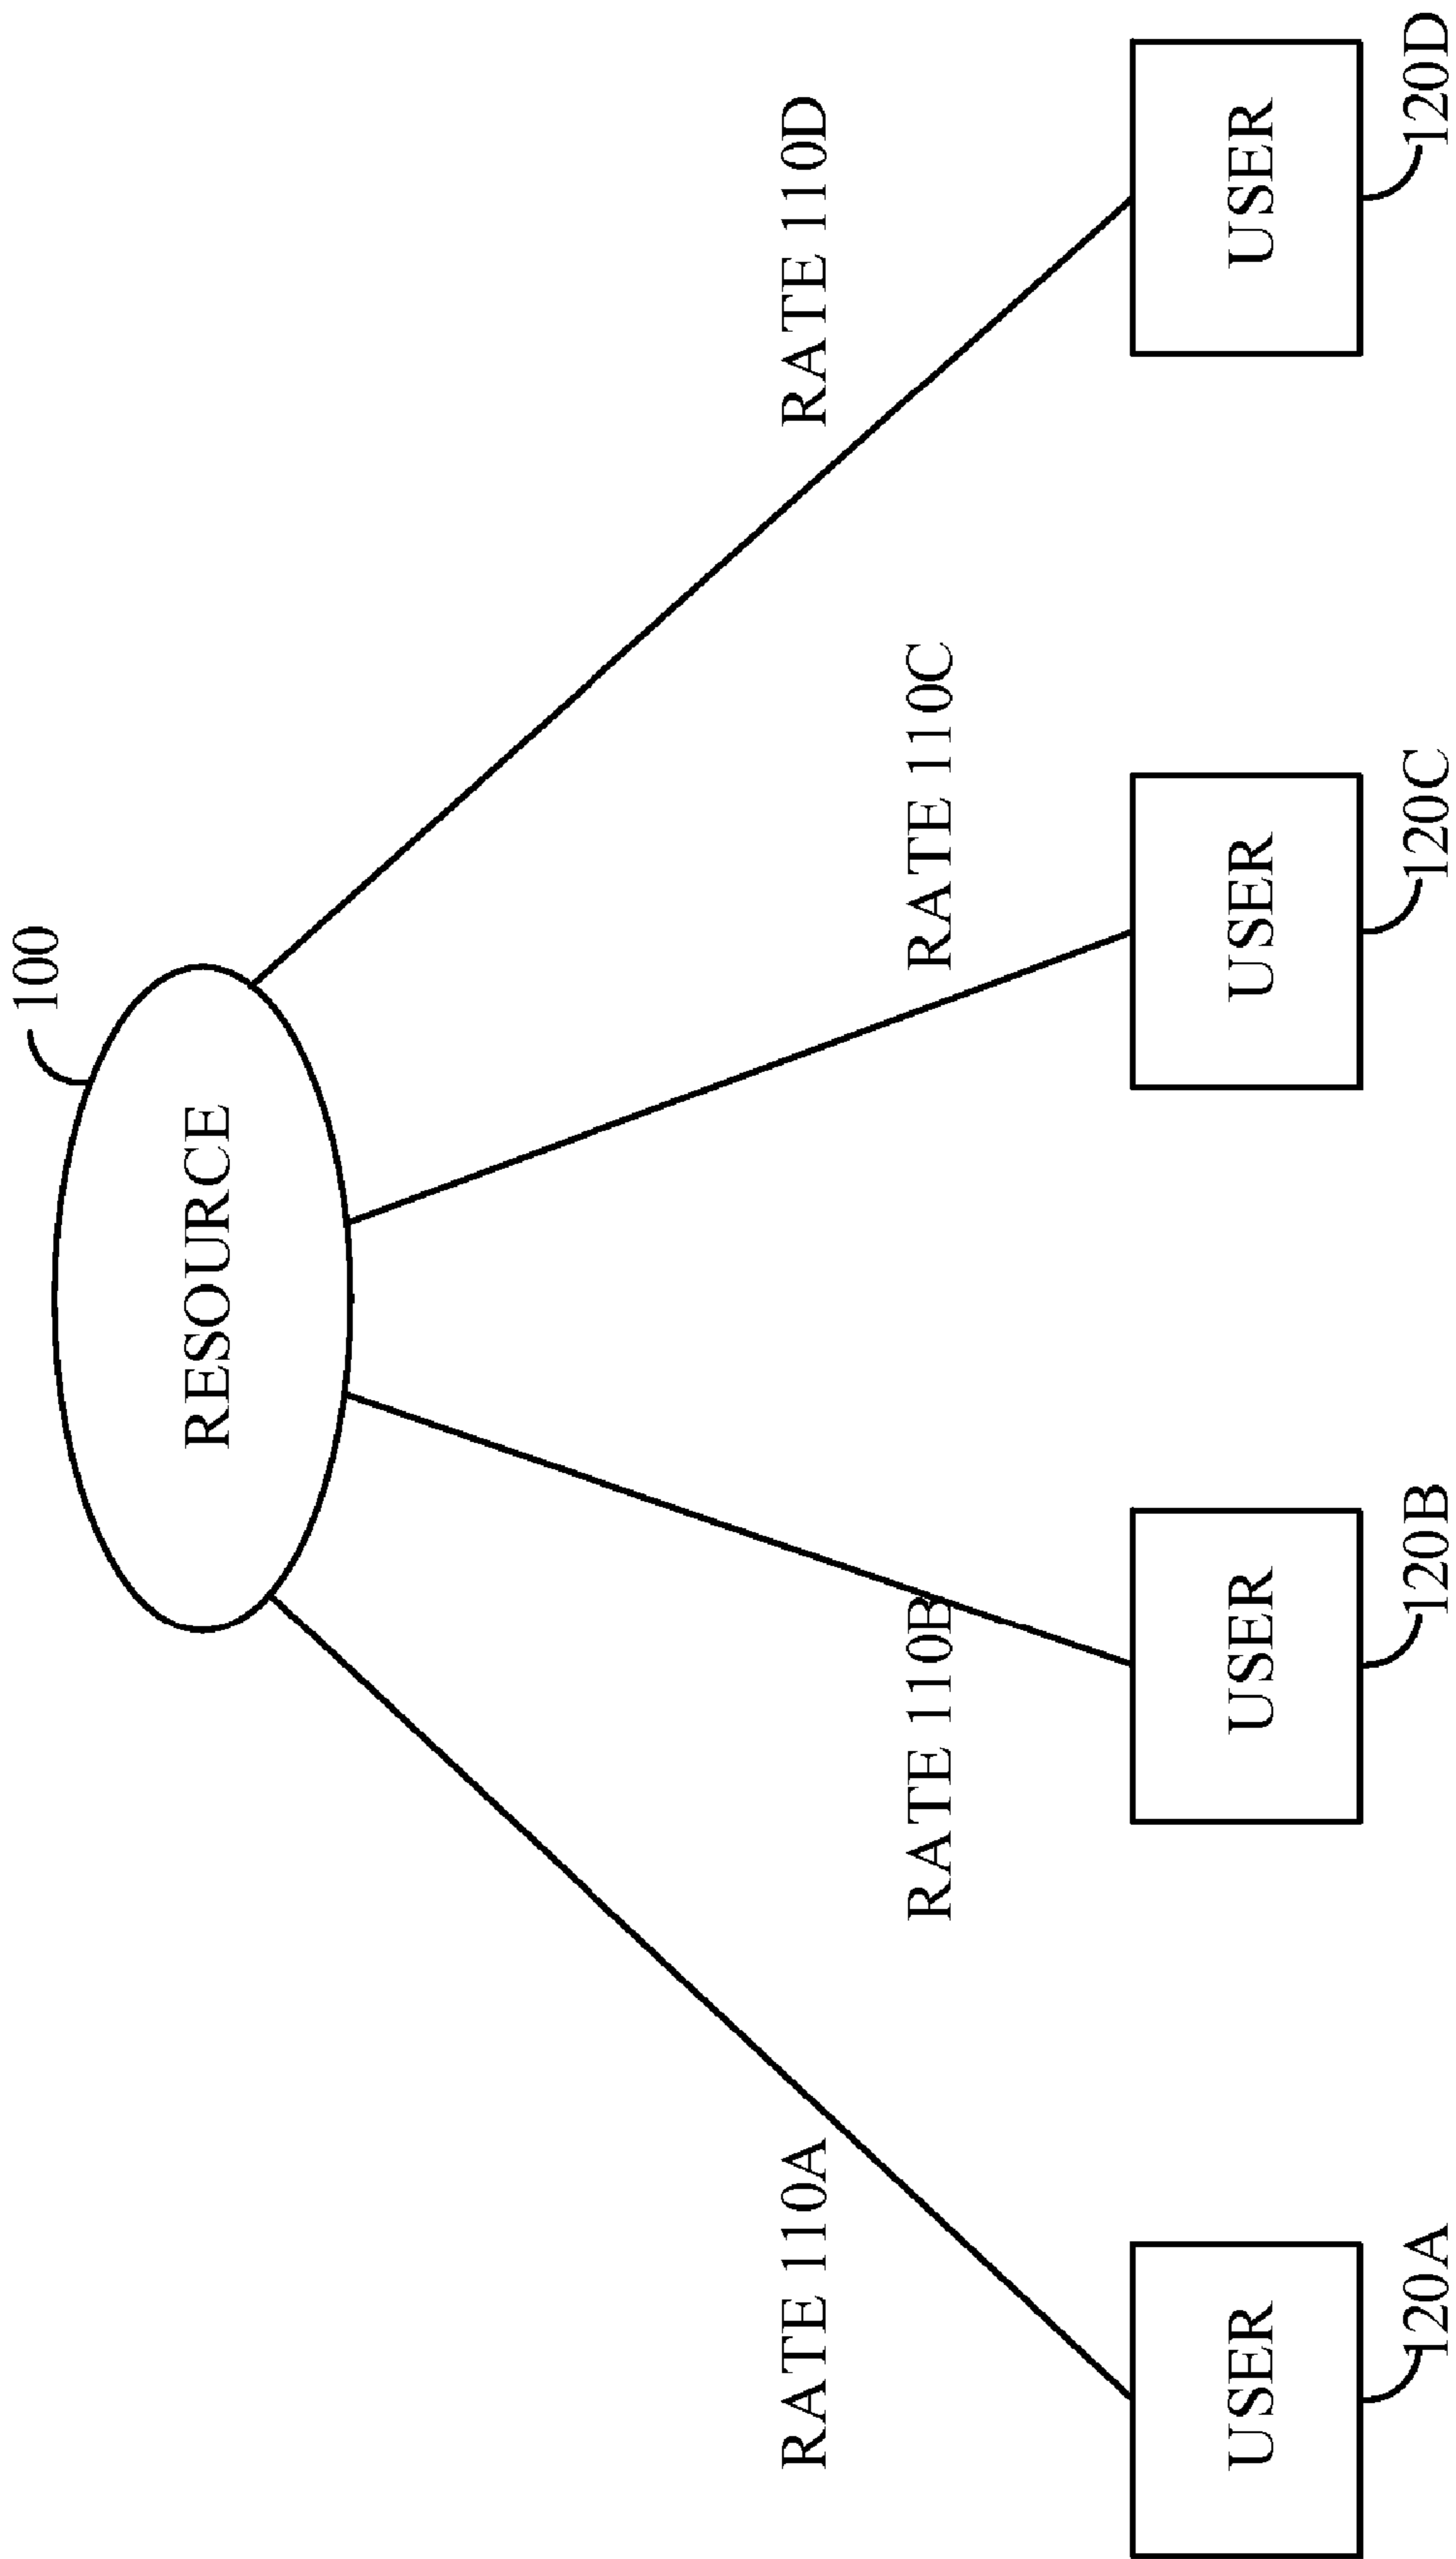 100
RESOURCE
RATE 110A
RATE 110D
RATE 110B
RATE 110C
USER
USER
USER
USER
120A
120B
120C
120D